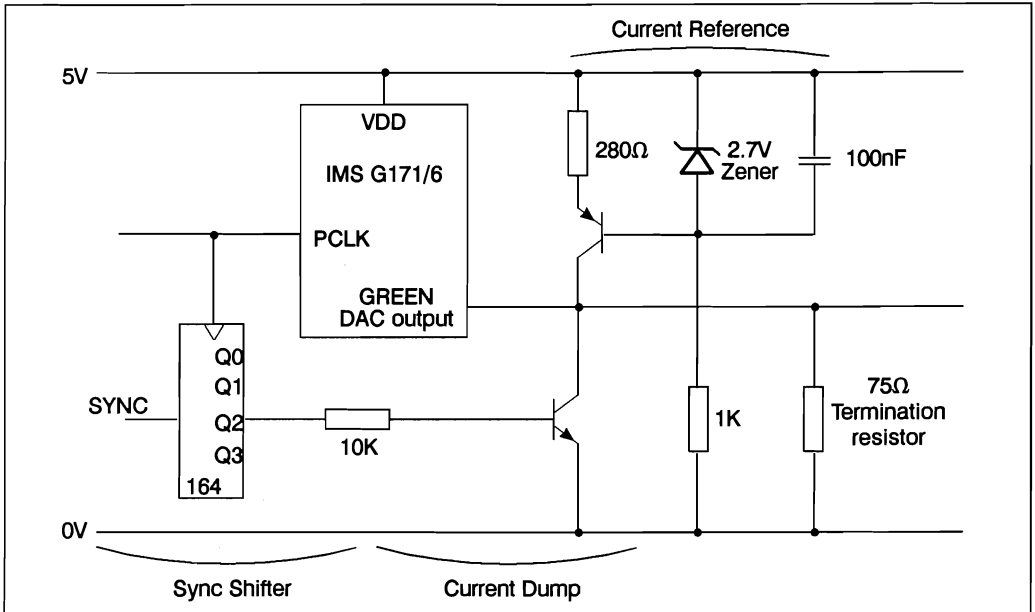 Current Reference
5V
VDD
IMS G171/6
280Ω
2.7V
Zener
100nF
PCLK
GREEN
DAC output
Q0
Q1
Q2
Q3
SYNC
164
10K
1K
75Ω
Termination
resistor
0V
Sync Shifter
Current Dump